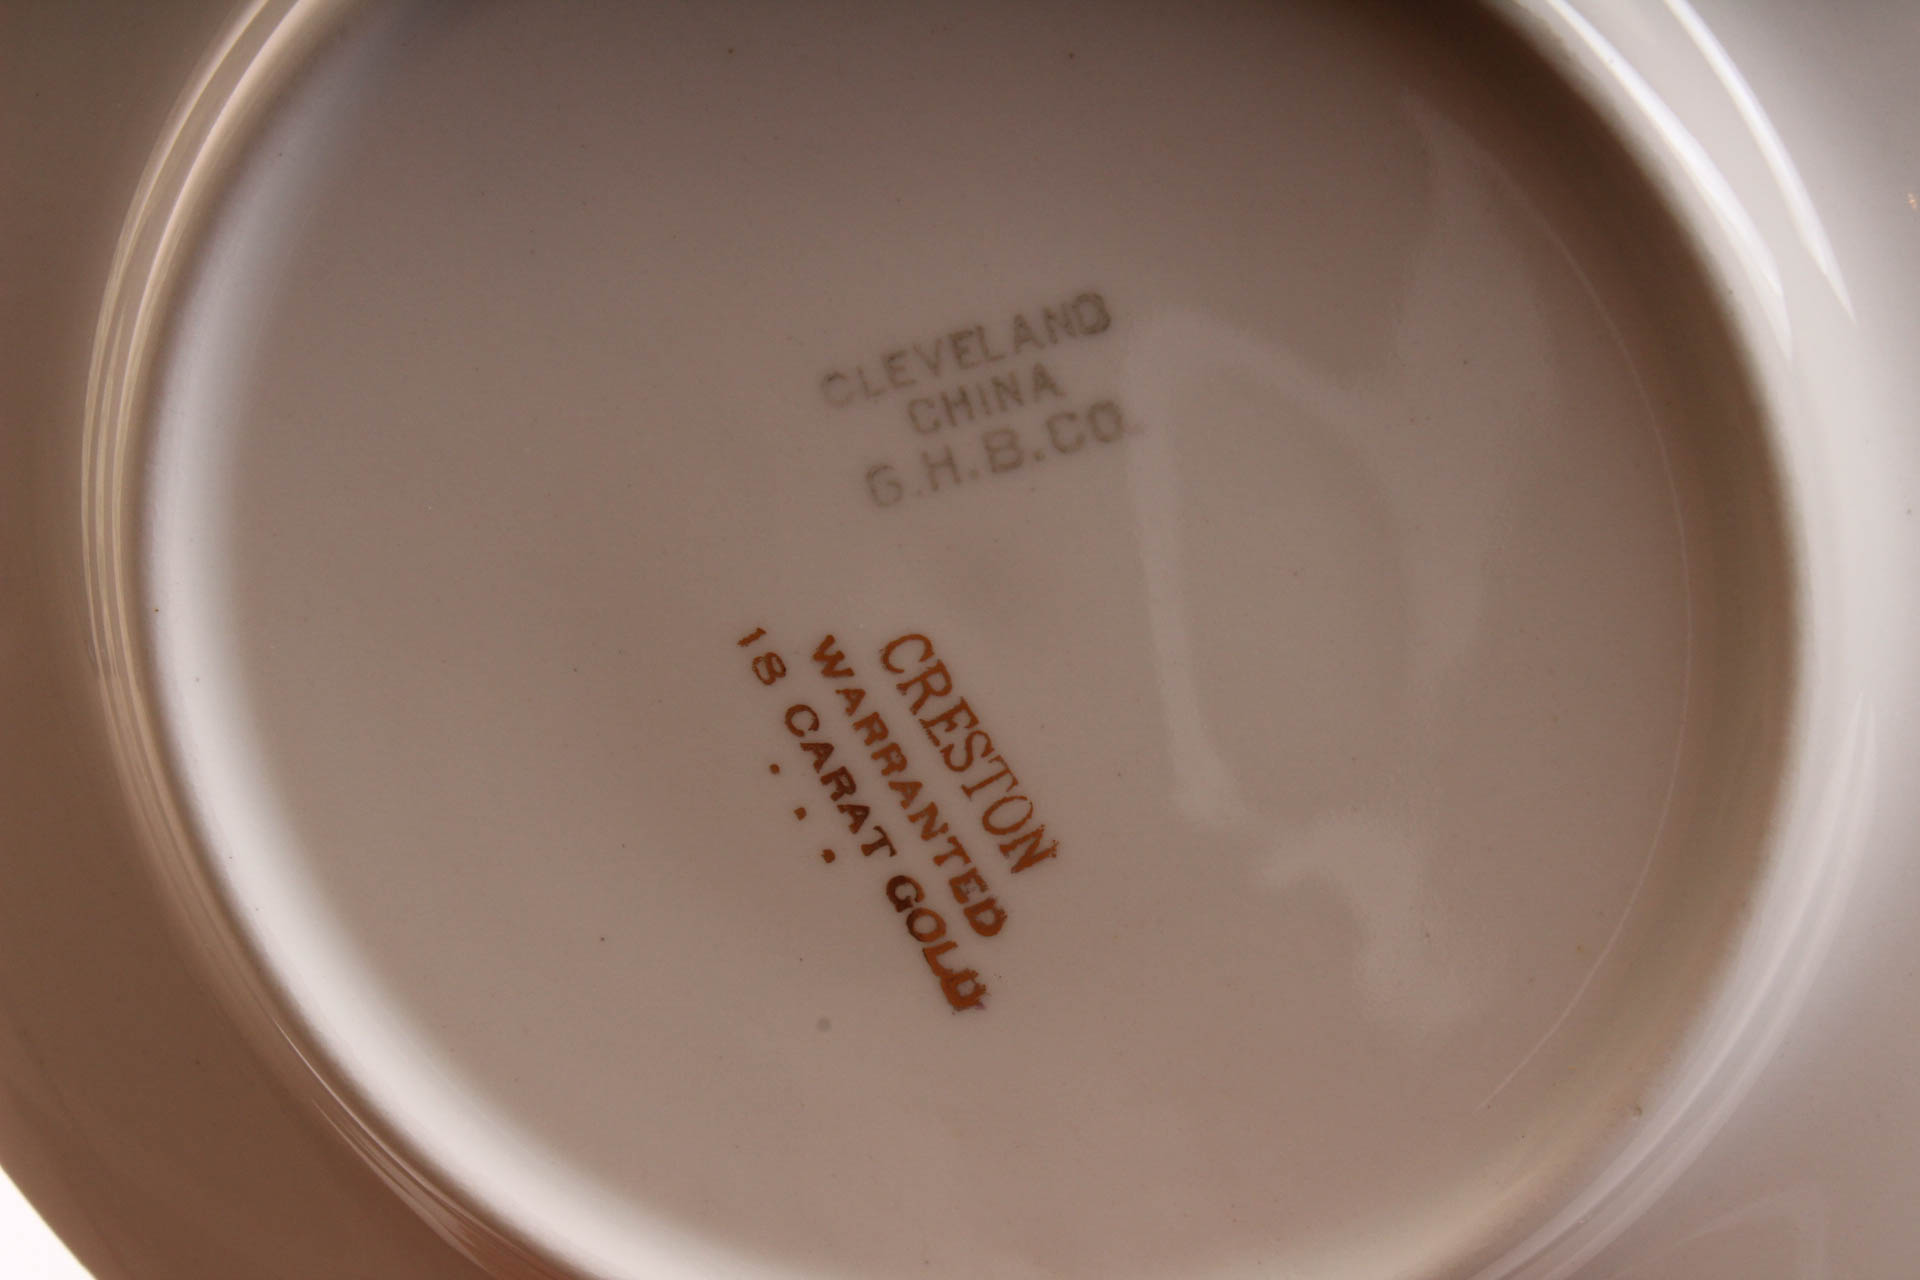 CLEVELAND
CHINA
G.H.B.CO.
CRESTON
WARRANTED
18 CARAT GOLD
. . .